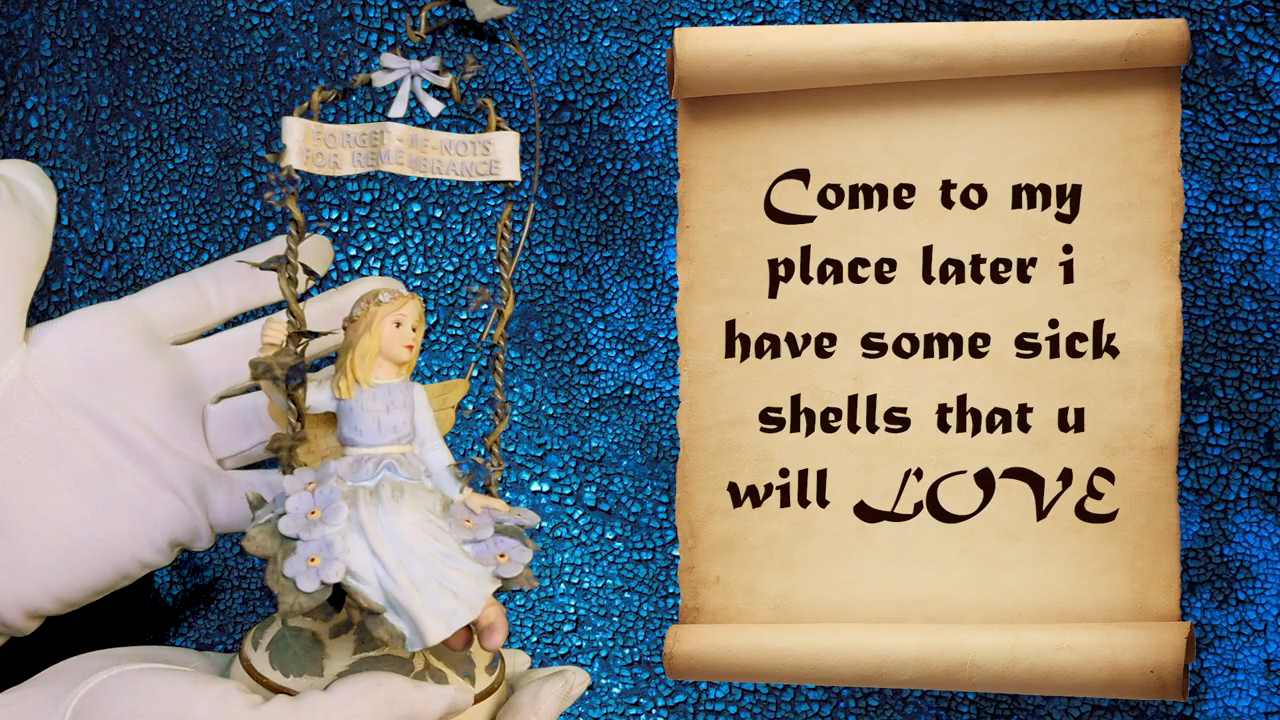 FORGET-ME-NOTS
FOR REMEMBRANCE
Come to my
place later i
have some sick
shells that u
will LOVE